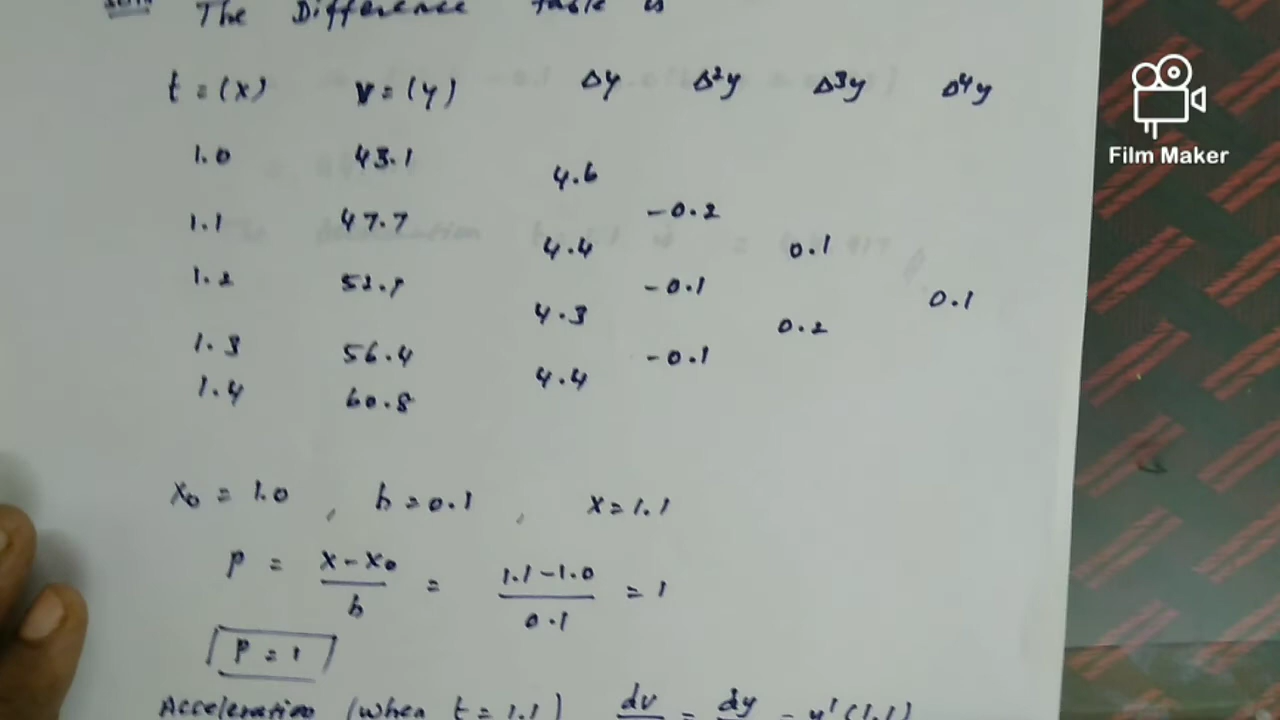 The Difference Table is
t = (x) v = (y) Δy Δ²y Δ³y Δ⁴y
1.0 43.1
4.6
1.1 47.7 -0.2
4.4 0.1
1.2 52.1 -0.1
4.3 0.2 0.1
1.3 56.4 -0.1
4.4
1.4 60.8
x₀ = 1.0, h = 0.1, x = 1.1
p = x - x₀ / h = 1.1 - 1.0 / 0.1 = 1
p = 1
Acceleration (when t = 1.1) dv = dy = y'(1.1)
Film Maker